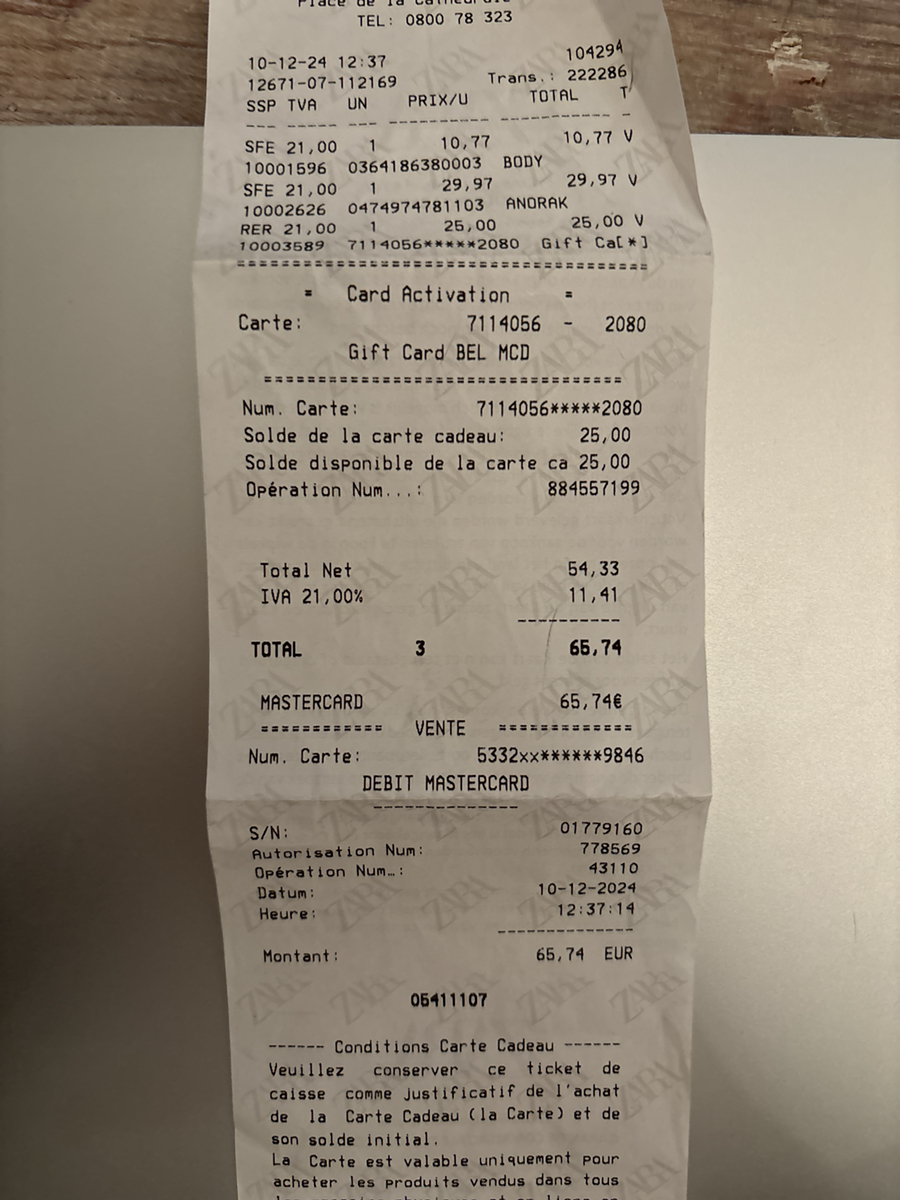 Place de la Cathédrale
TEL: 0800 78 323
10-12-24 12:37 104294
12671-07-112169 Trans.: 222286
SSP TVA UN PRIX/U TOTAL T
--- ----- -- ---------- ----------- -
SFE 21,00 1 10,77 10,77 V
10001596 0364186380003 BODY
SFE 21,00 1 29,97 29,97 V
10002626 0474974781103 ANORAK
RER 21,00 1 25,00 25,00 V
10003589 7114056*****2080 Gift Ca[*]
==============================================
= Card Activation =
Carte: 7114056 - 2080
Gift Card BEL MCD
==================================
Num. Carte: 7114056*****2080
Solde de la carte cadeau: 25,00
Solde disponible de la carte ca 25,00
Opération Num...: 884557199
Total Net 54,33
IVA 21,00% 11,41
----------
TOTAL 3 65,74
MASTERCARD 65,74€
============ VENTE =============
Num. Carte: 5332xx******9846
DEBIT MASTERCARD
--------------
S/N: 01779160
Autorisation Num: 778569
Opération Num…: 43110
Datum: 10-12-2024
Heure: 12:37:14
--------------
Montant: 65,74 EUR
05411107
------ Conditions Carte Cadeau ------
Veuillez conserver ce ticket de
caisse comme justificatif de l'achat
de la Carte Cadeau (la Carte) et de
son solde initial.
La Carte est valable uniquement pour
acheter les produits vendus dans tous